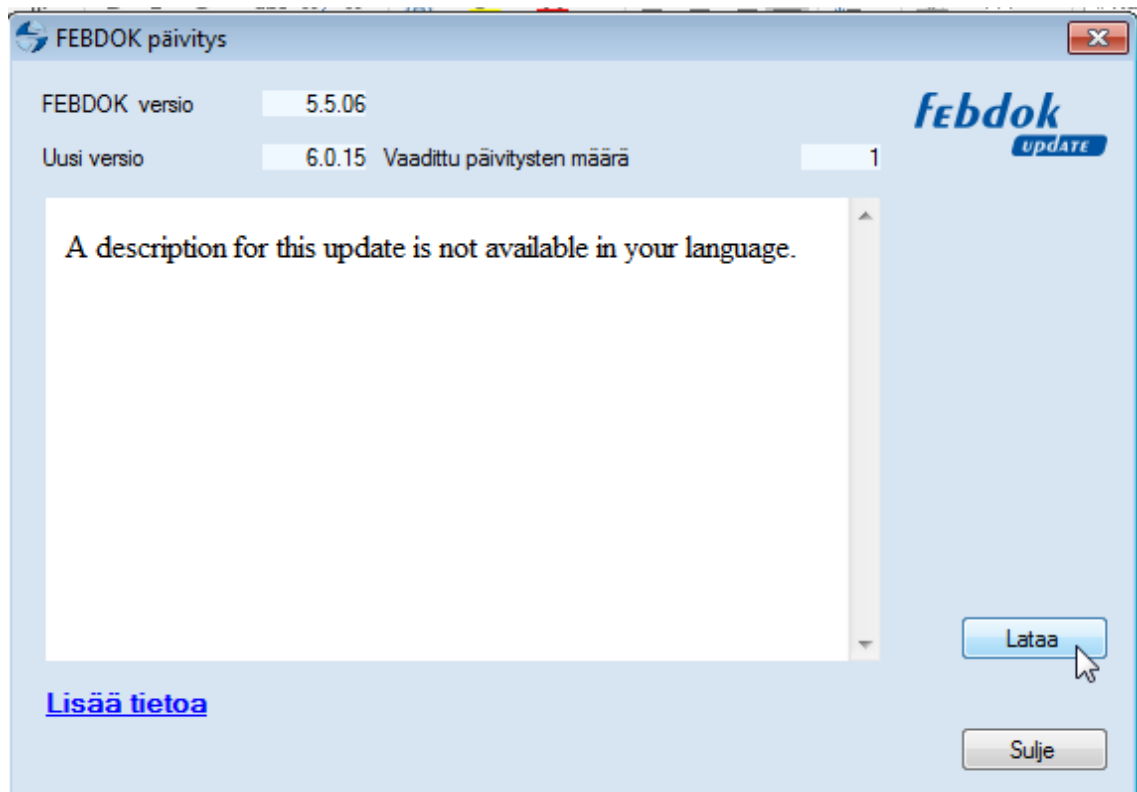 FEBDOK päivitys
FEBDOK versio 5.5.06
febdok
UPDATE
Uusi versio 6.0.15 Vaadittu päivitysten määrä 1
A description for this update is not available in your language.
Lataa
Lisää tietoa
Sulje